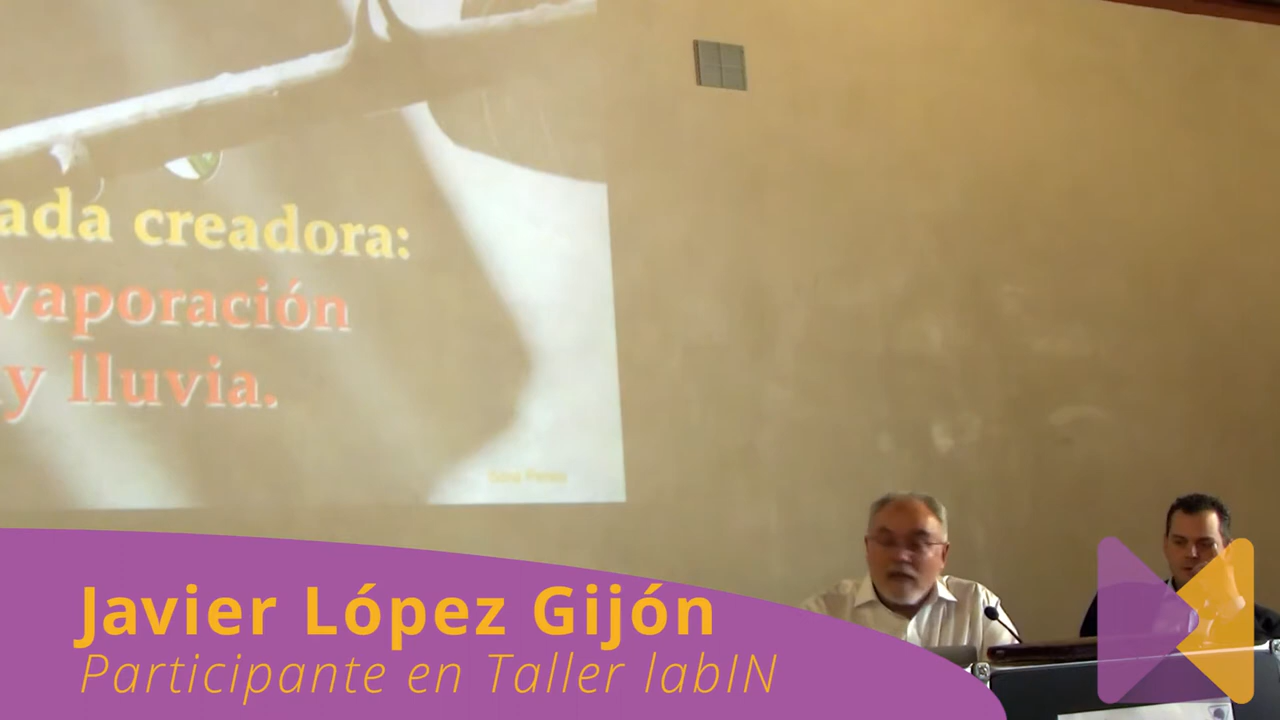 ada creadora:
vaporación
y lluvia.
Javier López Gijón
Participante en Taller labIN